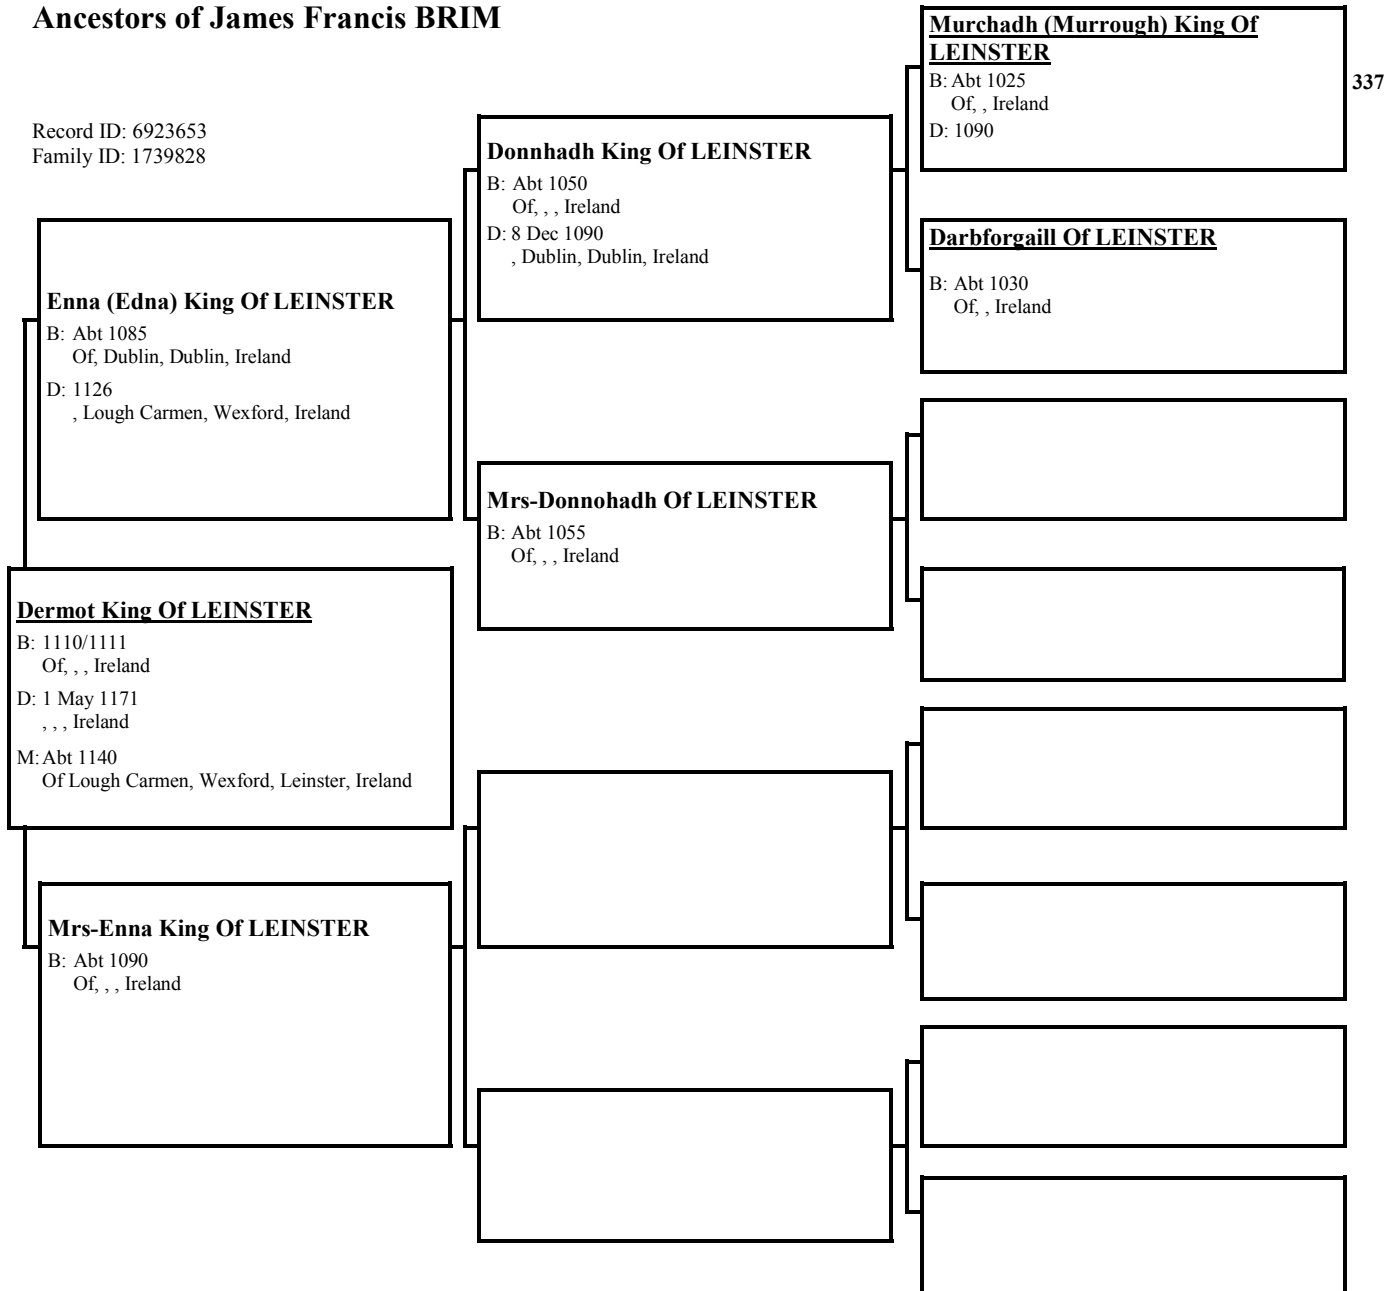 Ancestors of James Francis BRIM
Record ID: 6923653
Family ID: 1739828
Murchadh (Murrough) King Of
LEINSTER
B: Abt 1025
Of, , Ireland
D: 1090
337
Donnhadh King Of LEINSTER
B: Abt 1050
Of, , , Ireland
D: 8 Dec 1090
, Dublin, Dublin, Ireland
Darbforgaill Of LEINSTER
B: Abt 1030
Of, , Ireland
Enna (Edna) King Of LEINSTER
B: Abt 1085
Of, Dublin, Dublin, Ireland
D: 1126
, Lough Carmen, Wexford, Ireland
Mrs-Donnohadh Of LEINSTER
B: Abt 1055
Of, , , Ireland
Dermot King Of LEINSTER
B: 1110/1111
Of, , , Ireland
D: 1 May 1171
, , , Ireland
M: Abt 1140
Of Lough Carmen, Wexford, Leinster, Ireland
Mrs-Enna King Of LEINSTER
B: Abt 1090
Of, , , Ireland